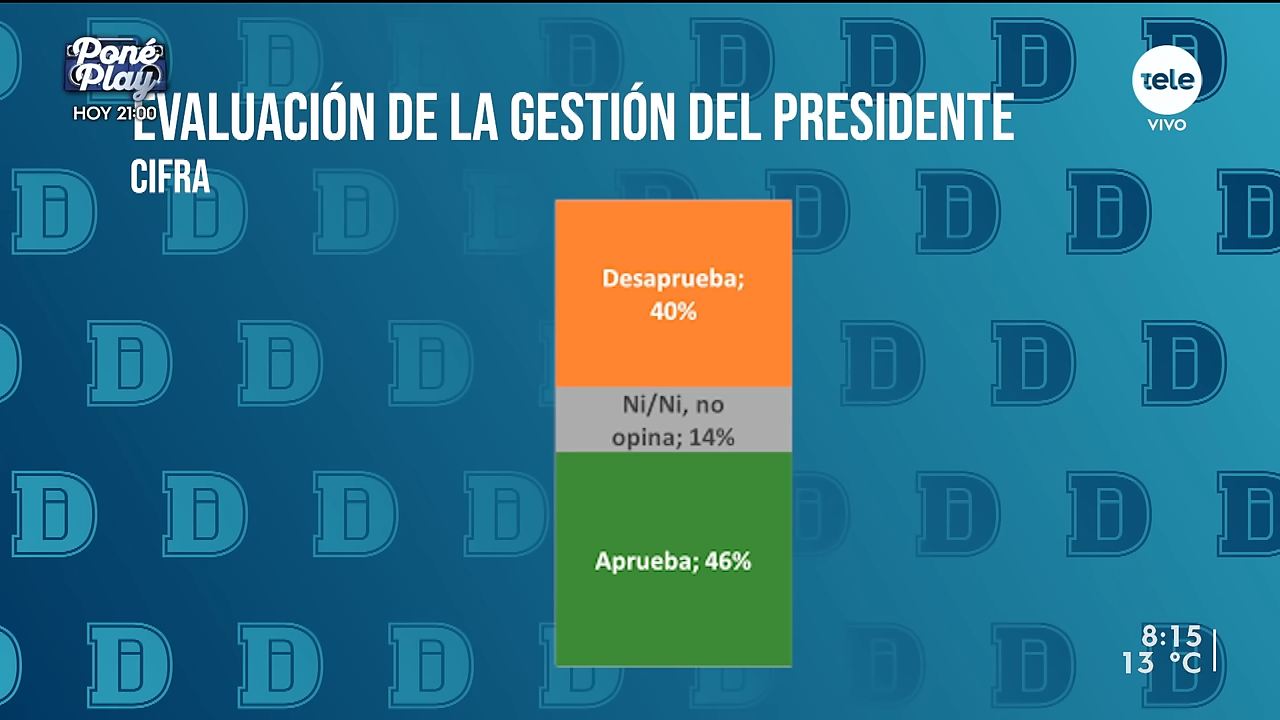 Poné
Play
HOY 21:00
EVALUACIÓN DE LA GESTIÓN DEL PRESIDENTE
CIFRA
tele
VIVO
Desaprueba;
40%
Ni/Ni, no
opina; 14%
Aprueba; 46%
8:15
13 °C